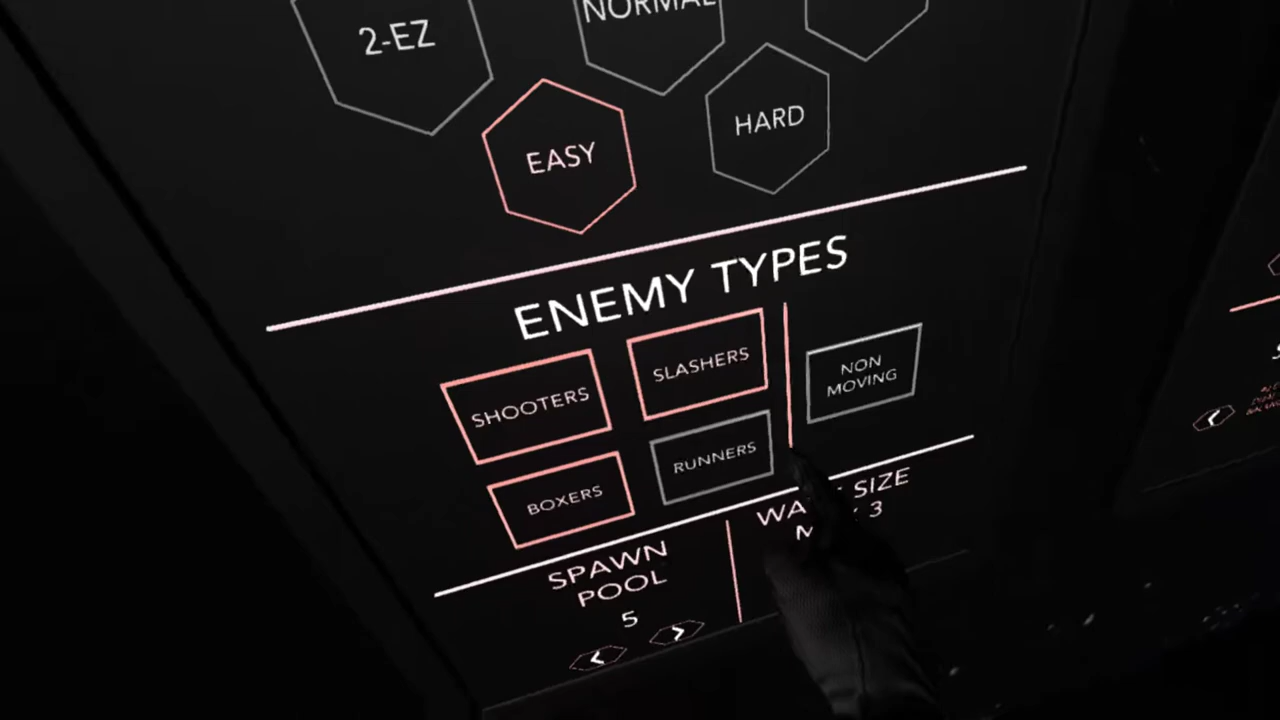 2-EZ
NORMAL
EASY
HARD
ENEMY TYPES
SHOOTERS
SLASHERS
NON
MOVING
BOXERS
RUNNERS
SPAWN
POOL
5
SIZE
3